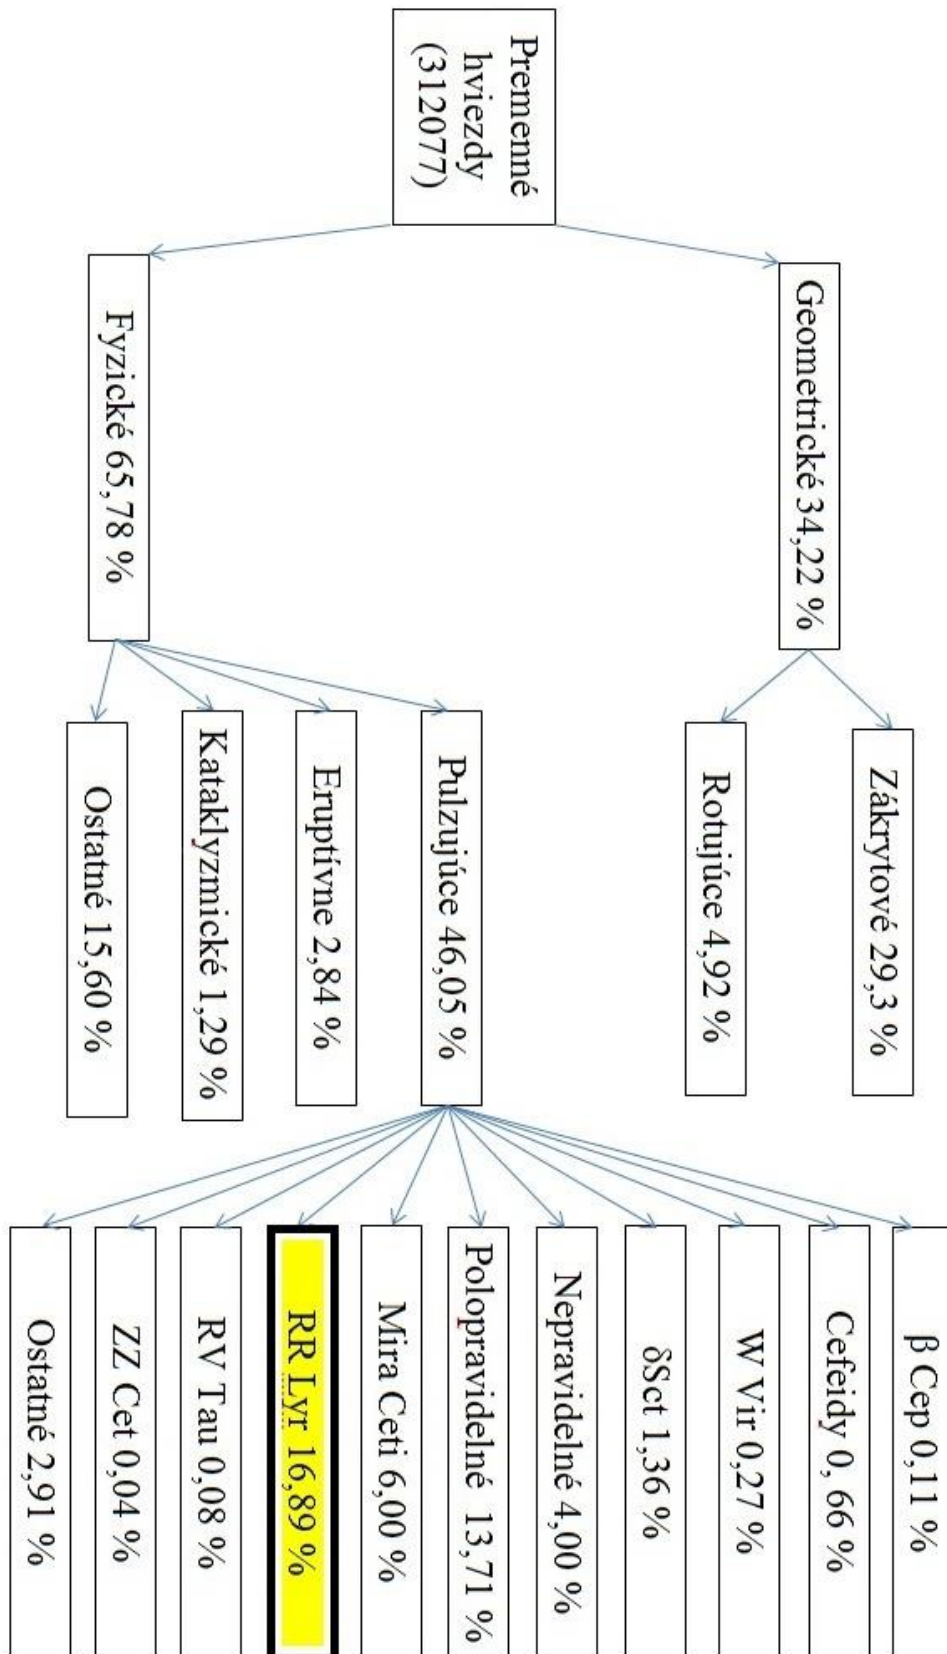 Premenné
hviezdy
(312077)
Geometrické 34,22 %
Fyzické 65,78 %
Zákrytové 29,3 %
Rotujúce 4,92 %
Pulzujúce 46,05 %
Eruptívne 2,84 %
Kataklyzmické 1,29 %
Ostatné 15,60 %
β Cep 0,11 %
Cefeidy 0, 66 %
W Vir 0,27 %
δSct 1,36 %
Nepravidelné 4,00 %
Polopravidelné 13,71 %
Mira Ceti 6,00 %
RR Lyr 16,89 %
RV Tau 0,08 %
ZZ Cet 0,04 %
Ostatné 2,91 %